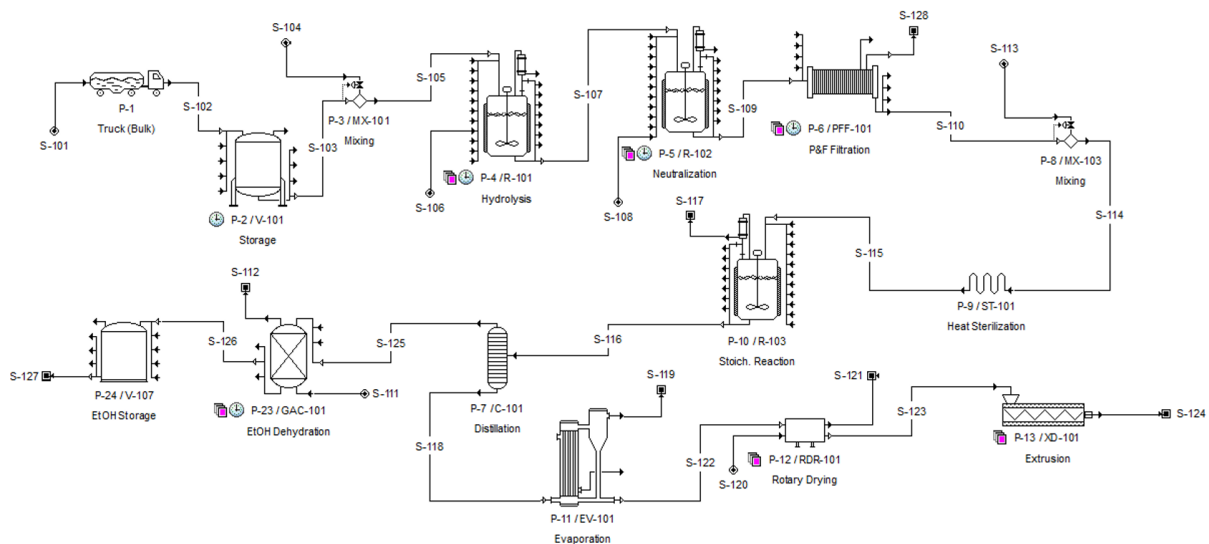 S-104
S-128
S-113
S-105
S-107
P-1
Truck (Bulk)
S-102
P-3 / MX-101
Mixing
S-109
P-6 / PFF-101
P&F Filtration
S-110
S-101
S-103
P-5 / R-102
Neutralization
P-8 / MX-103
Mixing
P-4 / R-101
Hydrolysis
S-106
S-108
P-2 / V-101
Storage
S-117
S-114
S-115
S-112
P-9 / ST-101
Heat Sterilization
S-126
S-125
S-116
P-10 / R-103
Stoich. Reaction
S-127
P-24 / V-107
EtOH Storage
S-111
S-119
S-121
P-23 / GAC-101
EtOH Dehydration
P-7 / C-101
Distillation
S-123
S-124
S-118
S-122
P-12 / RDR-101
Rotary Drying
P-13 / XD-101
Extrusion
S-120
P-11 / EV-101
Evaporation